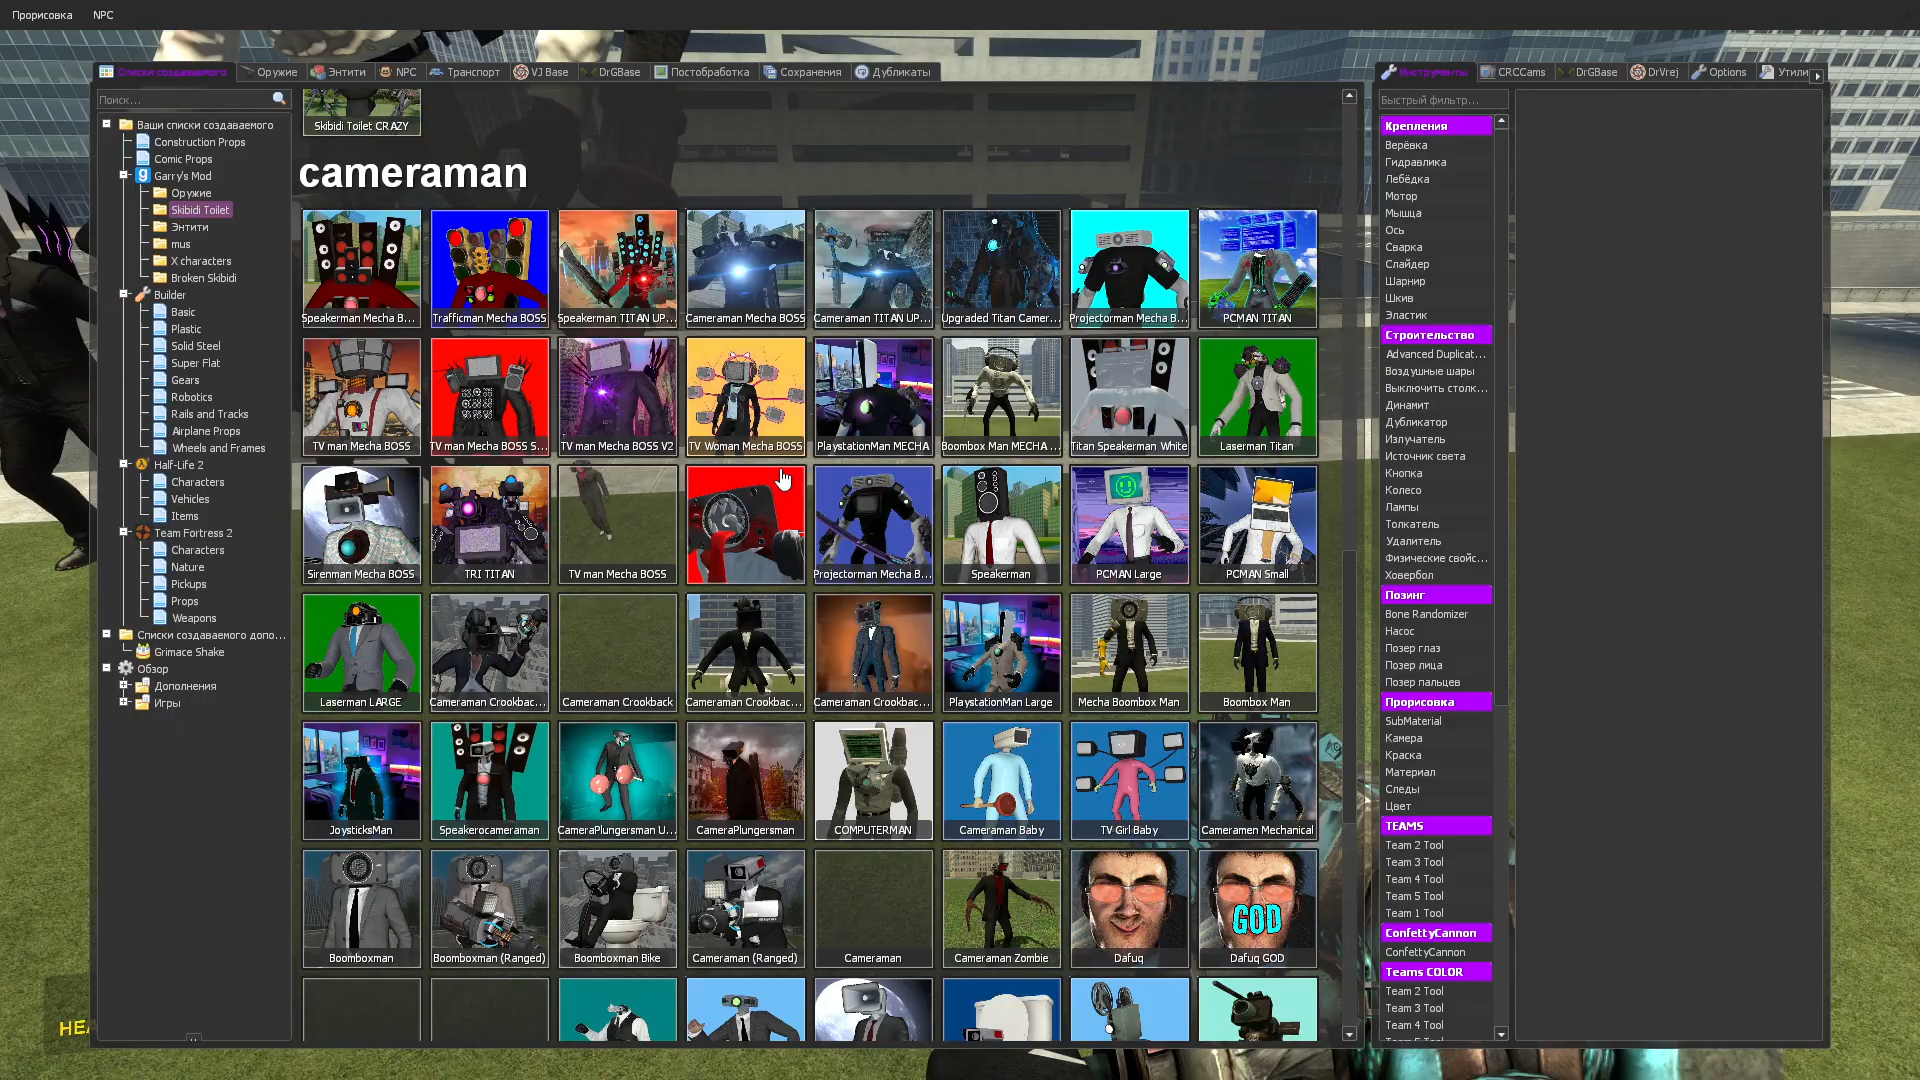 Прорисовка NPC
Списки создаваемого Оружие Энтити NPC Транспорт VJ Base DrGBase Постобработка Сохранения Дубликаты
Инструменты CRCCams DrGBase DrVrej Options Утили
Поиск...
Ваши списки создаваемого
Construction Props
Comic Props
Garry's Mod
Оружие
Skibidi Toilet
Энтити
mus
X characters
Broken Skibidi
Builder
Basic
Plastic
Solid Steel
Super Flat
Gears
Robotics
Rails and Tracks
Airplane Props
Wheels and Frames
Half-Life 2
Characters
Vehicles
Items
Team Fortress 2
Characters
Nature
Pickups
Props
Weapons
Списки создаваемого допо...
Grimace Shake
Обзор
Дополнения
Игры
Skibidi Toilet CRAZY
cameraman
Speakerman Mecha B... Trafficman Mecha BOSS Speakerman TITAN UP... Cameraman Mecha BOSS Cameraman TITAN UP... Upgraded Titan Camer... Projectorman Mecha B... PCMAN TITAN
TV man Mecha BOSS TV man Mecha BOSS S... TV man Mecha BOSS V2 TV Woman Mecha BOSS PlaystationMan MECHA Boombox Man MECHA ... Titan Speakerman White Laserman Titan
Sirenman Mecha BOSS TRI TITAN TV man Mecha BOSS Projectorman Mecha B... Speakerman PCMAN Large PCMAN Small
Laserman LARGE Cameraman Crookbac... Cameraman Crookback Cameraman Crookbac... Cameraman Crookbac... PlaystationMan Large Mecha Boombox Man Boombox Man
JoysticksMan Speakerocameraman CameraPlungersman U... CameraPlungersman COMPUTERMAN Cameraman Baby TV Girl Baby Cameramen Mechanical
GOD
Boomboxman Boomboxman (Ranged) Boomboxman Bike Cameraman (Ranged) Cameraman Cameraman Zombie Dafuq Dafuq GOD
Быстрый фильтр...
Крепления
Верёвка
Гидравлика
Лебёдка
Мотор
Мышца
Ось
Сварка
Слайдер
Шарнир
Шкив
Эластик
Строительство
Advanced Duplicat...
Воздушные шары
Выключить столк...
Динамит
Дубликатор
Излучатель
Источник света
Кнопка
Колесо
Лампы
Толкатель
Удалитель
Физические свойс...
Ховербол
Позинг
Bone Randomizer
Насос
Позер глаз
Позер лица
Позер пальцев
Прорисовка
SubMaterial
Камера
Краска
Материал
Следы
Цвет
TEAMS
Team 2 Tool
Team 3 Tool
Team 4 Tool
Team 5 Tool
Team 1 Tool
ConfettyCannon
ConfettyCannon
Teams COLOR
Team 2 Tool
Team 3 Tool
Team 4 Tool
HEA